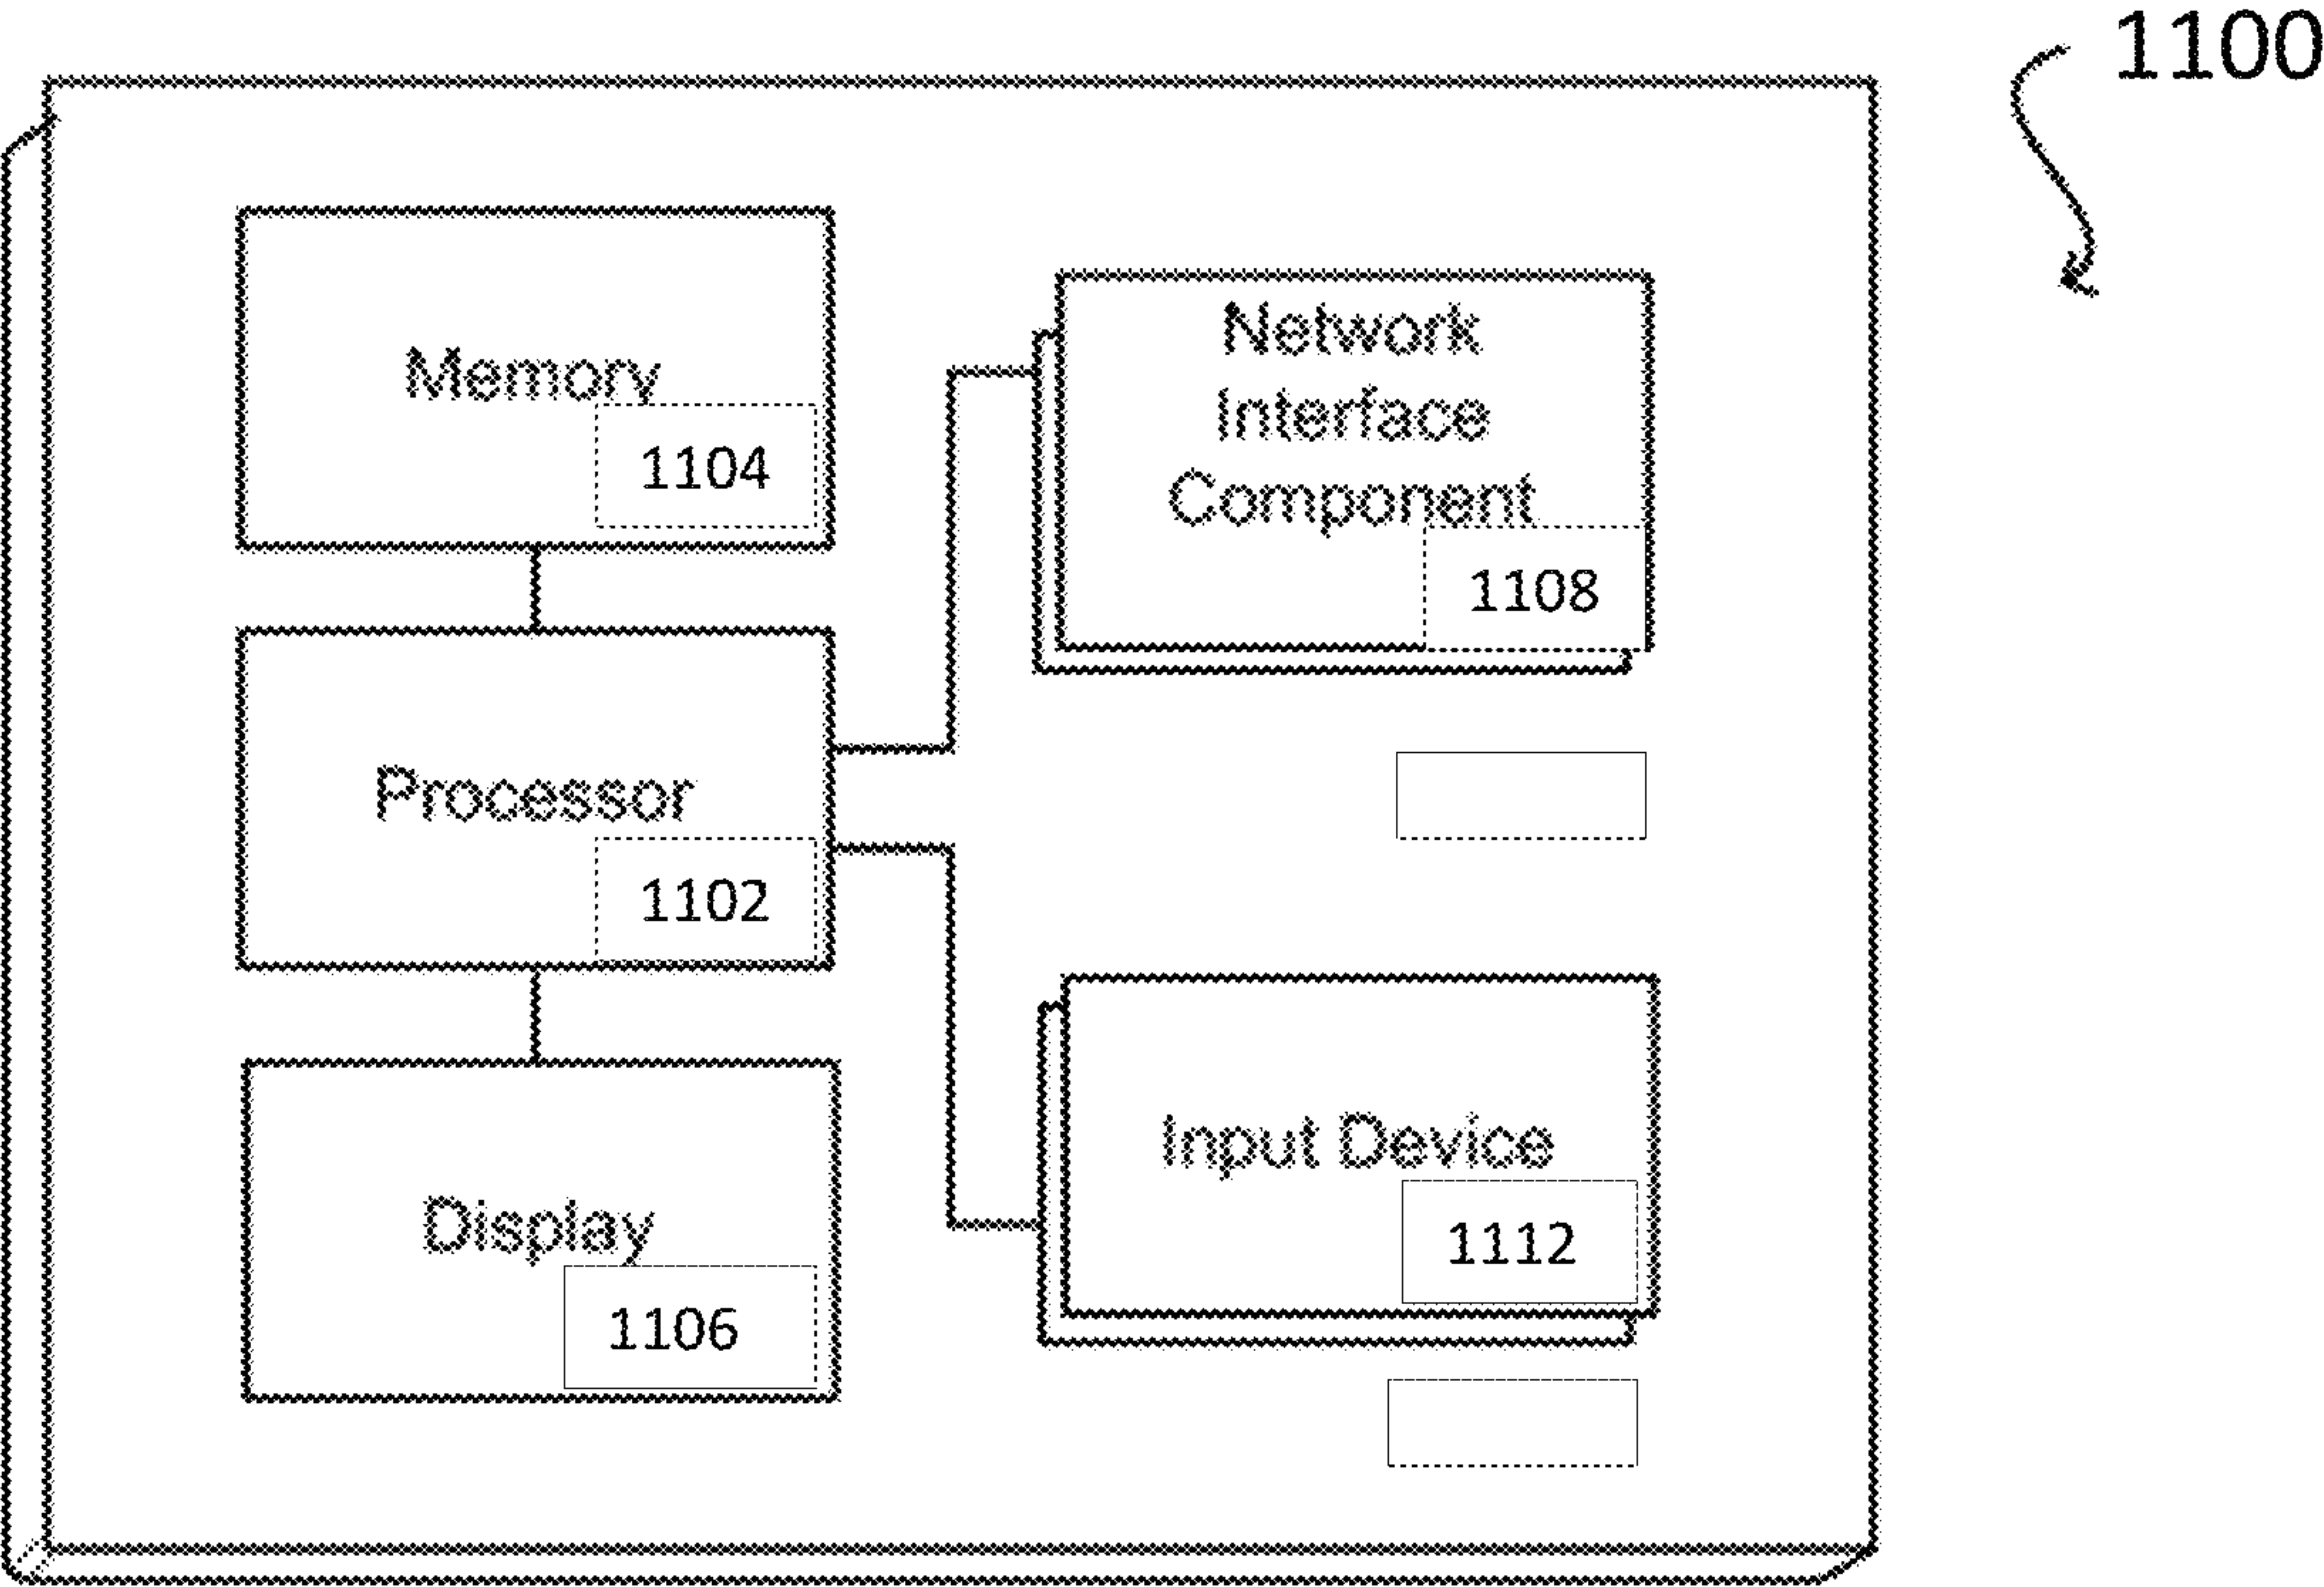 1100
Memory
1104
Network
Interface
Component
1108
Processor
1102
Input Device
1112
Display
1106